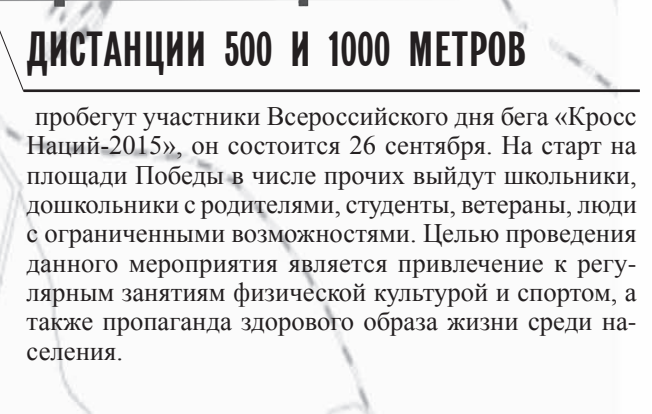 ДИСТАНЦИИ 500 И 1000 МЕТРОВ
пробегут участники Всероссийского дня бега «Кросс
Наций-2015», он состоится 26 сентября. На старт на
площади Победы в числе прочих выйдут школьники,
дошкольники с родителями, студенты, ветераны, люди
с ограниченными возможностями. Целью проведения
данного мероприятия является привлечение к регу-
лярным занятиям физической культурой и спортом, а
также пропаганда здорового образа жизни среди на-
селения.